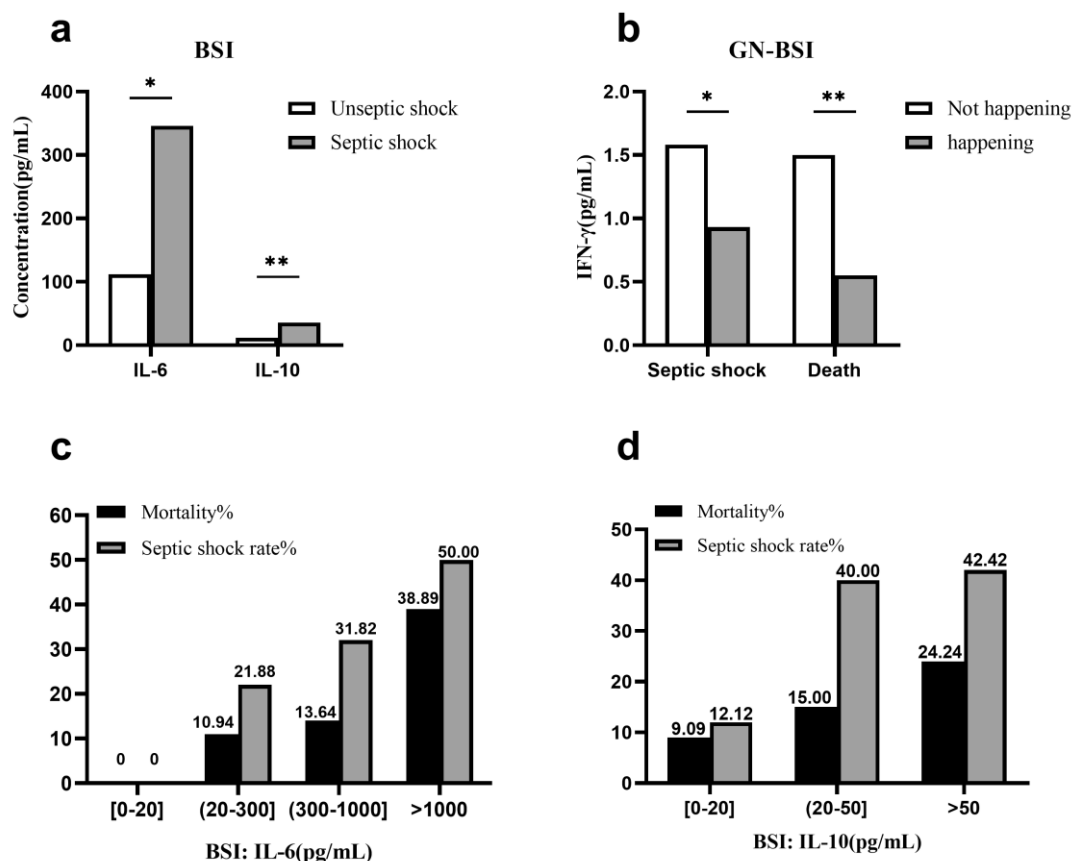 a
BSI
Concentration(pg/mL)
400
300
200
100
0
*
**
IL-6
IL-10
Unseptic shock
Septic shock
b
GN-BSI
IFN-γ(pg/mL)
2.0
1.5
1.0
0.5
0.0
*
**
Septic shock
Death
Not happening
happening
c
Mortality%
Septic shock rate%
60
50
40
30
20
10
0
0
0
10.94
21.88
13.64
31.82
38.89
50.00
[0-20]
(20-300]
(300-1000]
>1000
BSI: IL-6(pg/mL)
d
Mortality%
Septic shock rate%
50
40
30
20
10
0
9.09
12.12
15.00
40.00
24.24
42.42
[0-20]
(20-50]
>50
BSI: IL-10(pg/mL)